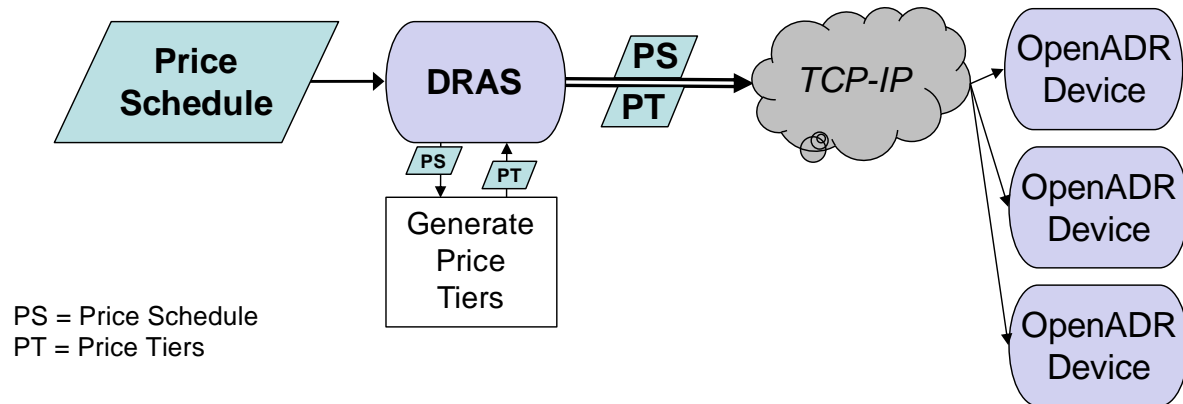 Price
Schedule
DRAS
PS
PT
TCP-IP
OpenADR
Device
PS
PT
Generate
Price
Tiers
OpenADR
Device
OpenADR
Device
PS = Price Schedule
PT = Price Tiers